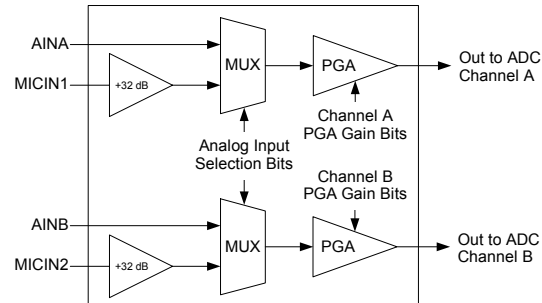 AINA
MICIN1
+32 dB
MUX
PGA
Out to ADC
Channel A
Channel A
PGA Gain Bits
Analog Input
Selection Bits
Channel B
PGA Gain Bits
AINB
MICIN2
+32 dB
MUX
PGA
Out to ADC
Channel B